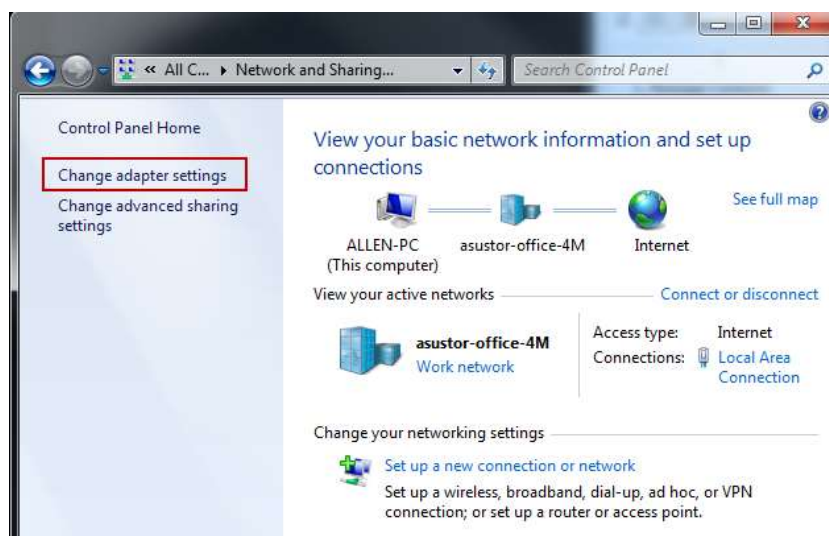 « All C... ▸ Network and Sharing...
Search Control Panel
Control Panel Home
Change adapter settings
Change advanced sharing
settings
View your basic network information and set up
connections
See full map
ALLEN-PC
(This computer)
asustor-office-4M
Internet
View your active networks
Connect or disconnect
asustor-office-4M
Work network
Access type: Internet
Connections: Local Area
Connection
Change your networking settings
Set up a new connection or network
Set up a wireless, broadband, dial-up, ad hoc, or VPN
connection; or set up a router or access point.